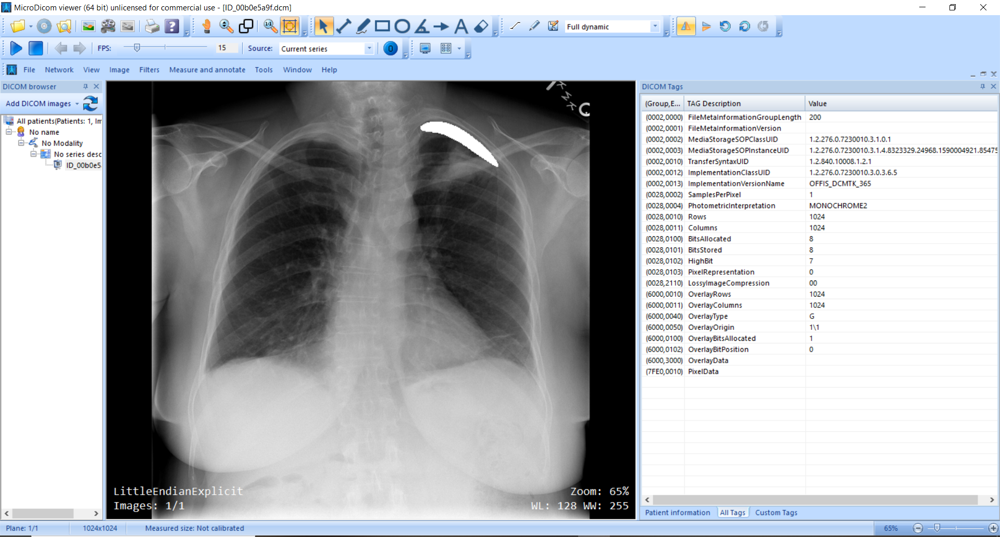 MicroDicom viewer (64 bit) unlicensed for commercial use - [ID_00b0e5a9f.dcm]
1:1
A
Full dynamic
FPS:
15
Source:
Current series
0
File Network View Image Filters Measure and annotate Tools Window Help
DICOM browser
Add DICOM images
All patients(Patients: 1, Im
No name
No Modality
No series desc
ID_00b0e5
KMK
LittleEndianExplicit
Images: 1/1
Zoom: 65%
WL: 128 WW: 255
DICOM Tags
(Group,E... TAG Description Value
(0002,0000) FileMetaInformationGroupLength 200
(0002,0001) FileMetaInformationVersion
(0002,0002) MediaStorageSOPClassUID 1.2.276.0.7230010.3.1.0.1
(0002,0003) MediaStorageSOPInstanceUID 1.2.276.0.7230010.3.1.4.8323329.24968.1590004921.85475
(0002,0010) TransferSyntaxUID 1.2.840.10008.1.2.1
(0002,0012) ImplementationClassUID 1.2.276.0.7230010.3.0.3.6.5
(0002,0013) ImplementationVersionName OFFIS_DCMTK_365
(0028,0002) SamplesPerPixel 1
(0028,0004) PhotometricInterpretation MONOCHROME2
(0028,0010) Rows 1024
(0028,0011) Columns 1024
(0028,0100) BitsAllocated 8
(0028,0101) BitsStored 8
(0028,0102) HighBit 7
(0028,0103) PixelRepresentation 0
(0028,2110) LossyImageCompression 00
(6000,0010) OverlayRows 1024
(6000,0011) OverlayColumns 1024
(6000,0040) OverlayType G
(6000,0050) OverlayOrigin 1\1
(6000,0100) OverlayBitsAllocated 1
(6000,0102) OverlayBitPosition 0
(6000,3000) OverlayData
(7FE0,0010) PixelData
Patient information All Tags Custom Tags
Plane: 1/1 1024x1024 Measured size: Not calibrated 65%